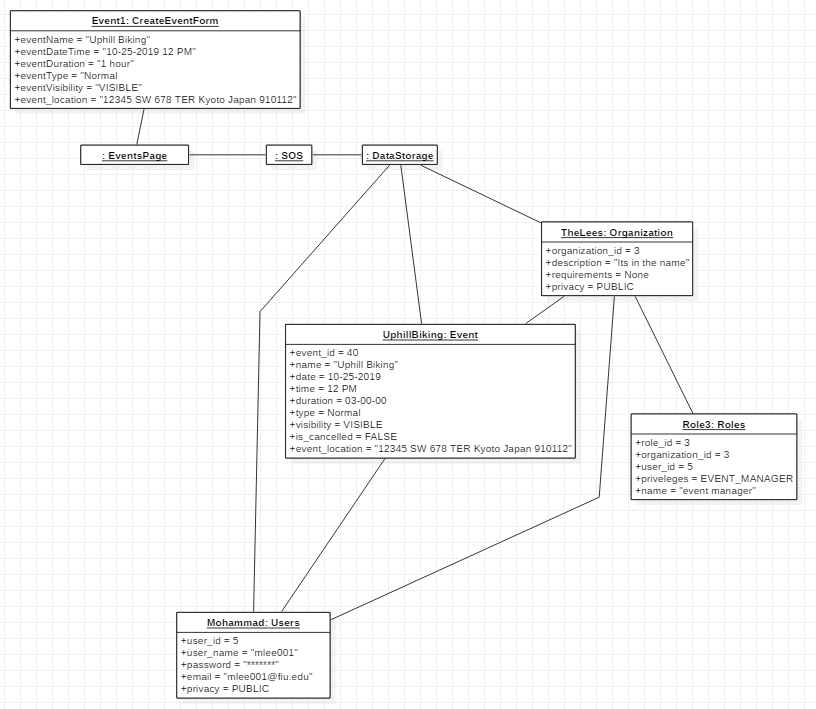 Event1: CreateEventForm
+eventName = "Uphill Biking"
+eventDateTime = "10-25-2019 12 PM"
+eventDuration = "1 hour"
+eventType = "Normal
+eventVisibility = "VISIBLE"
+event_location = "12345 SW 678 TER Kyoto Japan 910112"
: EventsPage
: SOS
: DataStorage
TheLees: Organization
+organization_id = 3
+description = "Its in the name"
+requirements = None
+privacy = PUBLIC
UphillBiking: Event
+event_id = 40
+name = "Uphill Biking"
+date = 10-25-2019
+time = 12 PM
+duration = 03-00-00
+type = Normal
+visibility = VISIBLE
+is_cancelled = FALSE
+event_location = "12345 SW 678 TER Kyoto Japan 910112"
Role3: Roles
+role_id = 3
+organization_id = 3
+user_id = 5
+priveleges = EVENT_MANAGER
+name = "event manager"
Mohammad: Users
+user_id = 5
+user_name = "mlee001"
+password = "*******"
+email = "mlee001@fiu.edu"
+privacy = PUBLIC